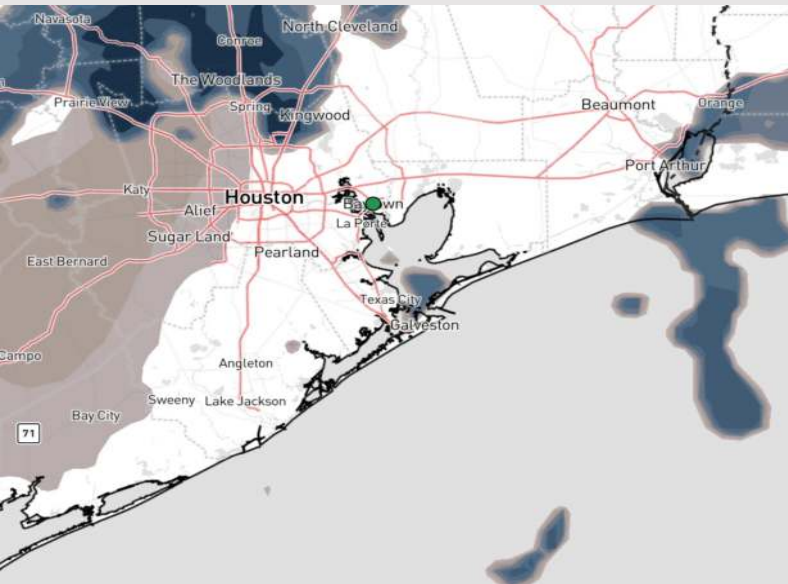 Navasota
North Cleveland
Conroe
The Woodlands
Prairie View
Spring
Kingwood
Beaumont
Orange
Port Arthur
Katy
Houston
Alief
La Porte
Sugar Land
Pearland
East Bernard
Texas City
Galveston
Campo
Angleton
Sweeny
Lake Jackson
Bay City
71